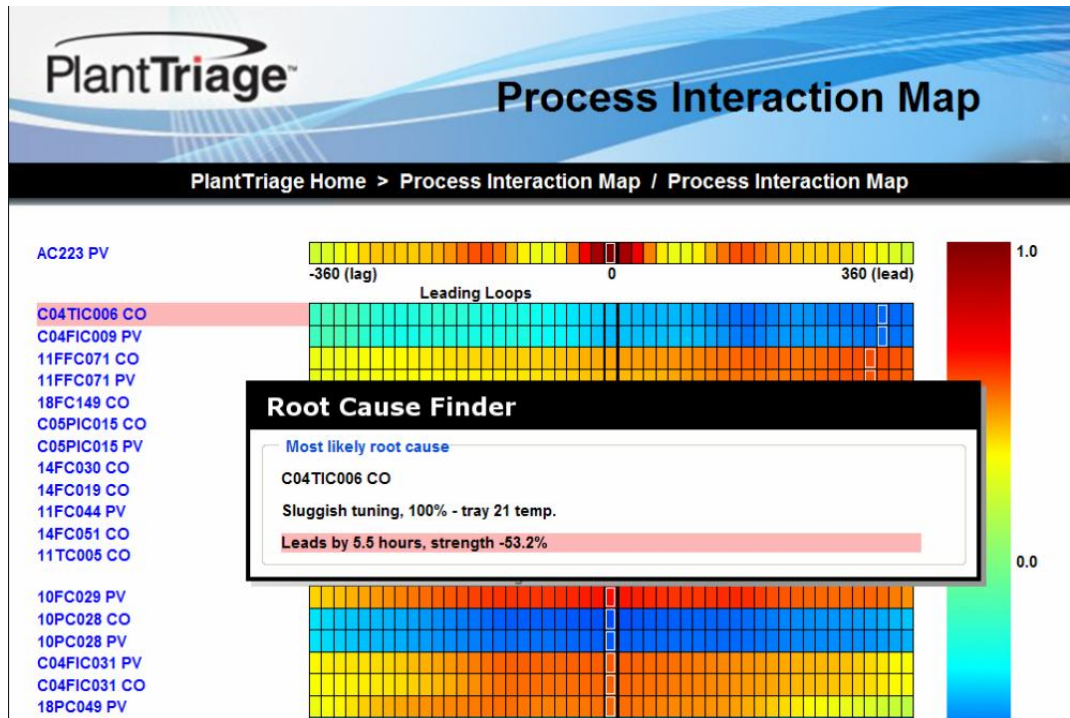 PlantTriage™
Process Interaction Map
PlantTriage Home > Process Interaction Map / Process Interaction Map
AC223 PV
-360 (lag) 0 360 (lead)
Leading Loops
C04TIC006 CO
C04FIC009 PV
11FFC071 CO
11FFC071 PV
18FC149 CO
C05PIC015 CO
C05PIC015 PV
14FC030 CO
14FC019 CO
11FC044 PV
14FC051 CO
11TC005 CO
10FC029 PV
10PC028 CO
10PC028 PV
C04FIC031 PV
C04FIC031 CO
18PC049 PV
Root Cause Finder
Most likely root cause
C04TIC006 CO
Sluggish tuning, 100% - tray 21 temp.
Leads by 5.5 hours, strength -53.2%
1.0
0.0